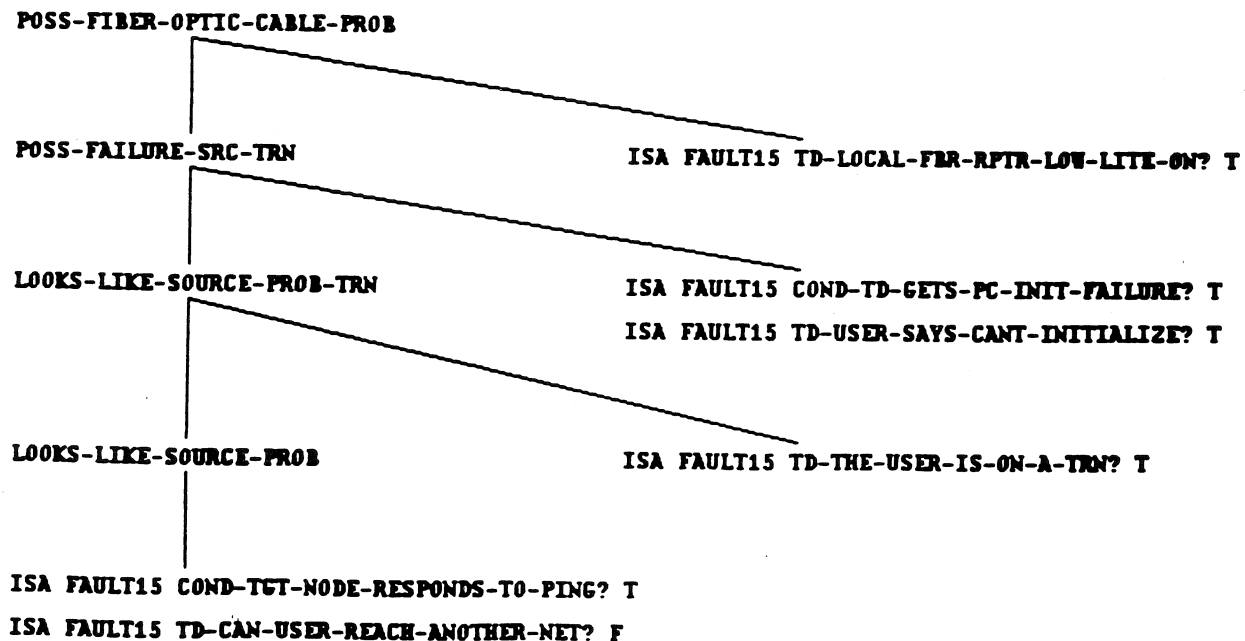 POSS-FIBER-OPTIC-CABLE-PROB
POSS-FAILURE-SRC-TRN
ISA FAULT15 TD-LOCAL-FBR-RPTR-LOW-LITE-ON? T
LOOKS-LIKE-SOURCE-PROB-TRN
ISA FAULT15 COND-TD-GETS-PC-INIT-FAILURE? T
ISA FAULT15 TD-USER-SAYS-CANT-INITIALIZE? T
LOOKS-LIKE-SOURCE-PROB
ISA FAULT15 TD-THE-USER-IS-ON-A-TRN? T
ISA FAULT15 COND-TGT-NODE-RESPONDS-TO-PING? T
ISA FAULT15 TD-CAN-USER-REACH-ANOTHER-NET? F